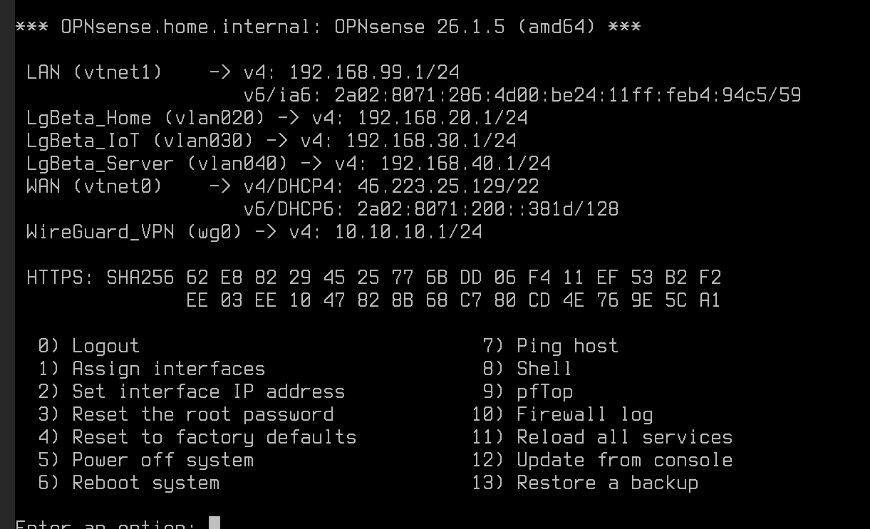 *** OPNsense.home.internal: OPNsense 26.1.5 (amd64) ***
LAN (vtnet1)    -> v4: 192.168.99.1/24
v6/ia6: 2a02:8071:286:4d00:be24:11ff:feb4:94c5/59
LgBeta_Home (vlan020) -> v4: 192.168.20.1/24
LgBeta_IoT (vlan030) -> v4: 192.168.30.1/24
LgBeta_Server (vlan040) -> v4: 192.168.40.1/24
WAN (vtnet0)    -> v4/DHCP4: 46.223.25.129/22
v6/DHCP6: 2a02:8071:200::381d/128
WireGuard_VPN (wg0) -> v4: 10.10.10.1/24
HTTPS: SHA256 62 E8 82 29 45 25 77 6B DD 06 F4 11 EF 53 B2 F2
EE 03 EE 10 47 82 8B 68 C7 80 CD 4E 76 9E 5C A1
0) Logout                              7) Ping host
1) Assign interfaces                   8) Shell
2) Set interface IP address            9) pfTop
3) Reset the root password            10) Firewall log
4) Reset to factory defaults          11) Reload all services
5) Power off system                   12) Update from console
6) Reboot system                      13) Restore a backup
Enter an option: